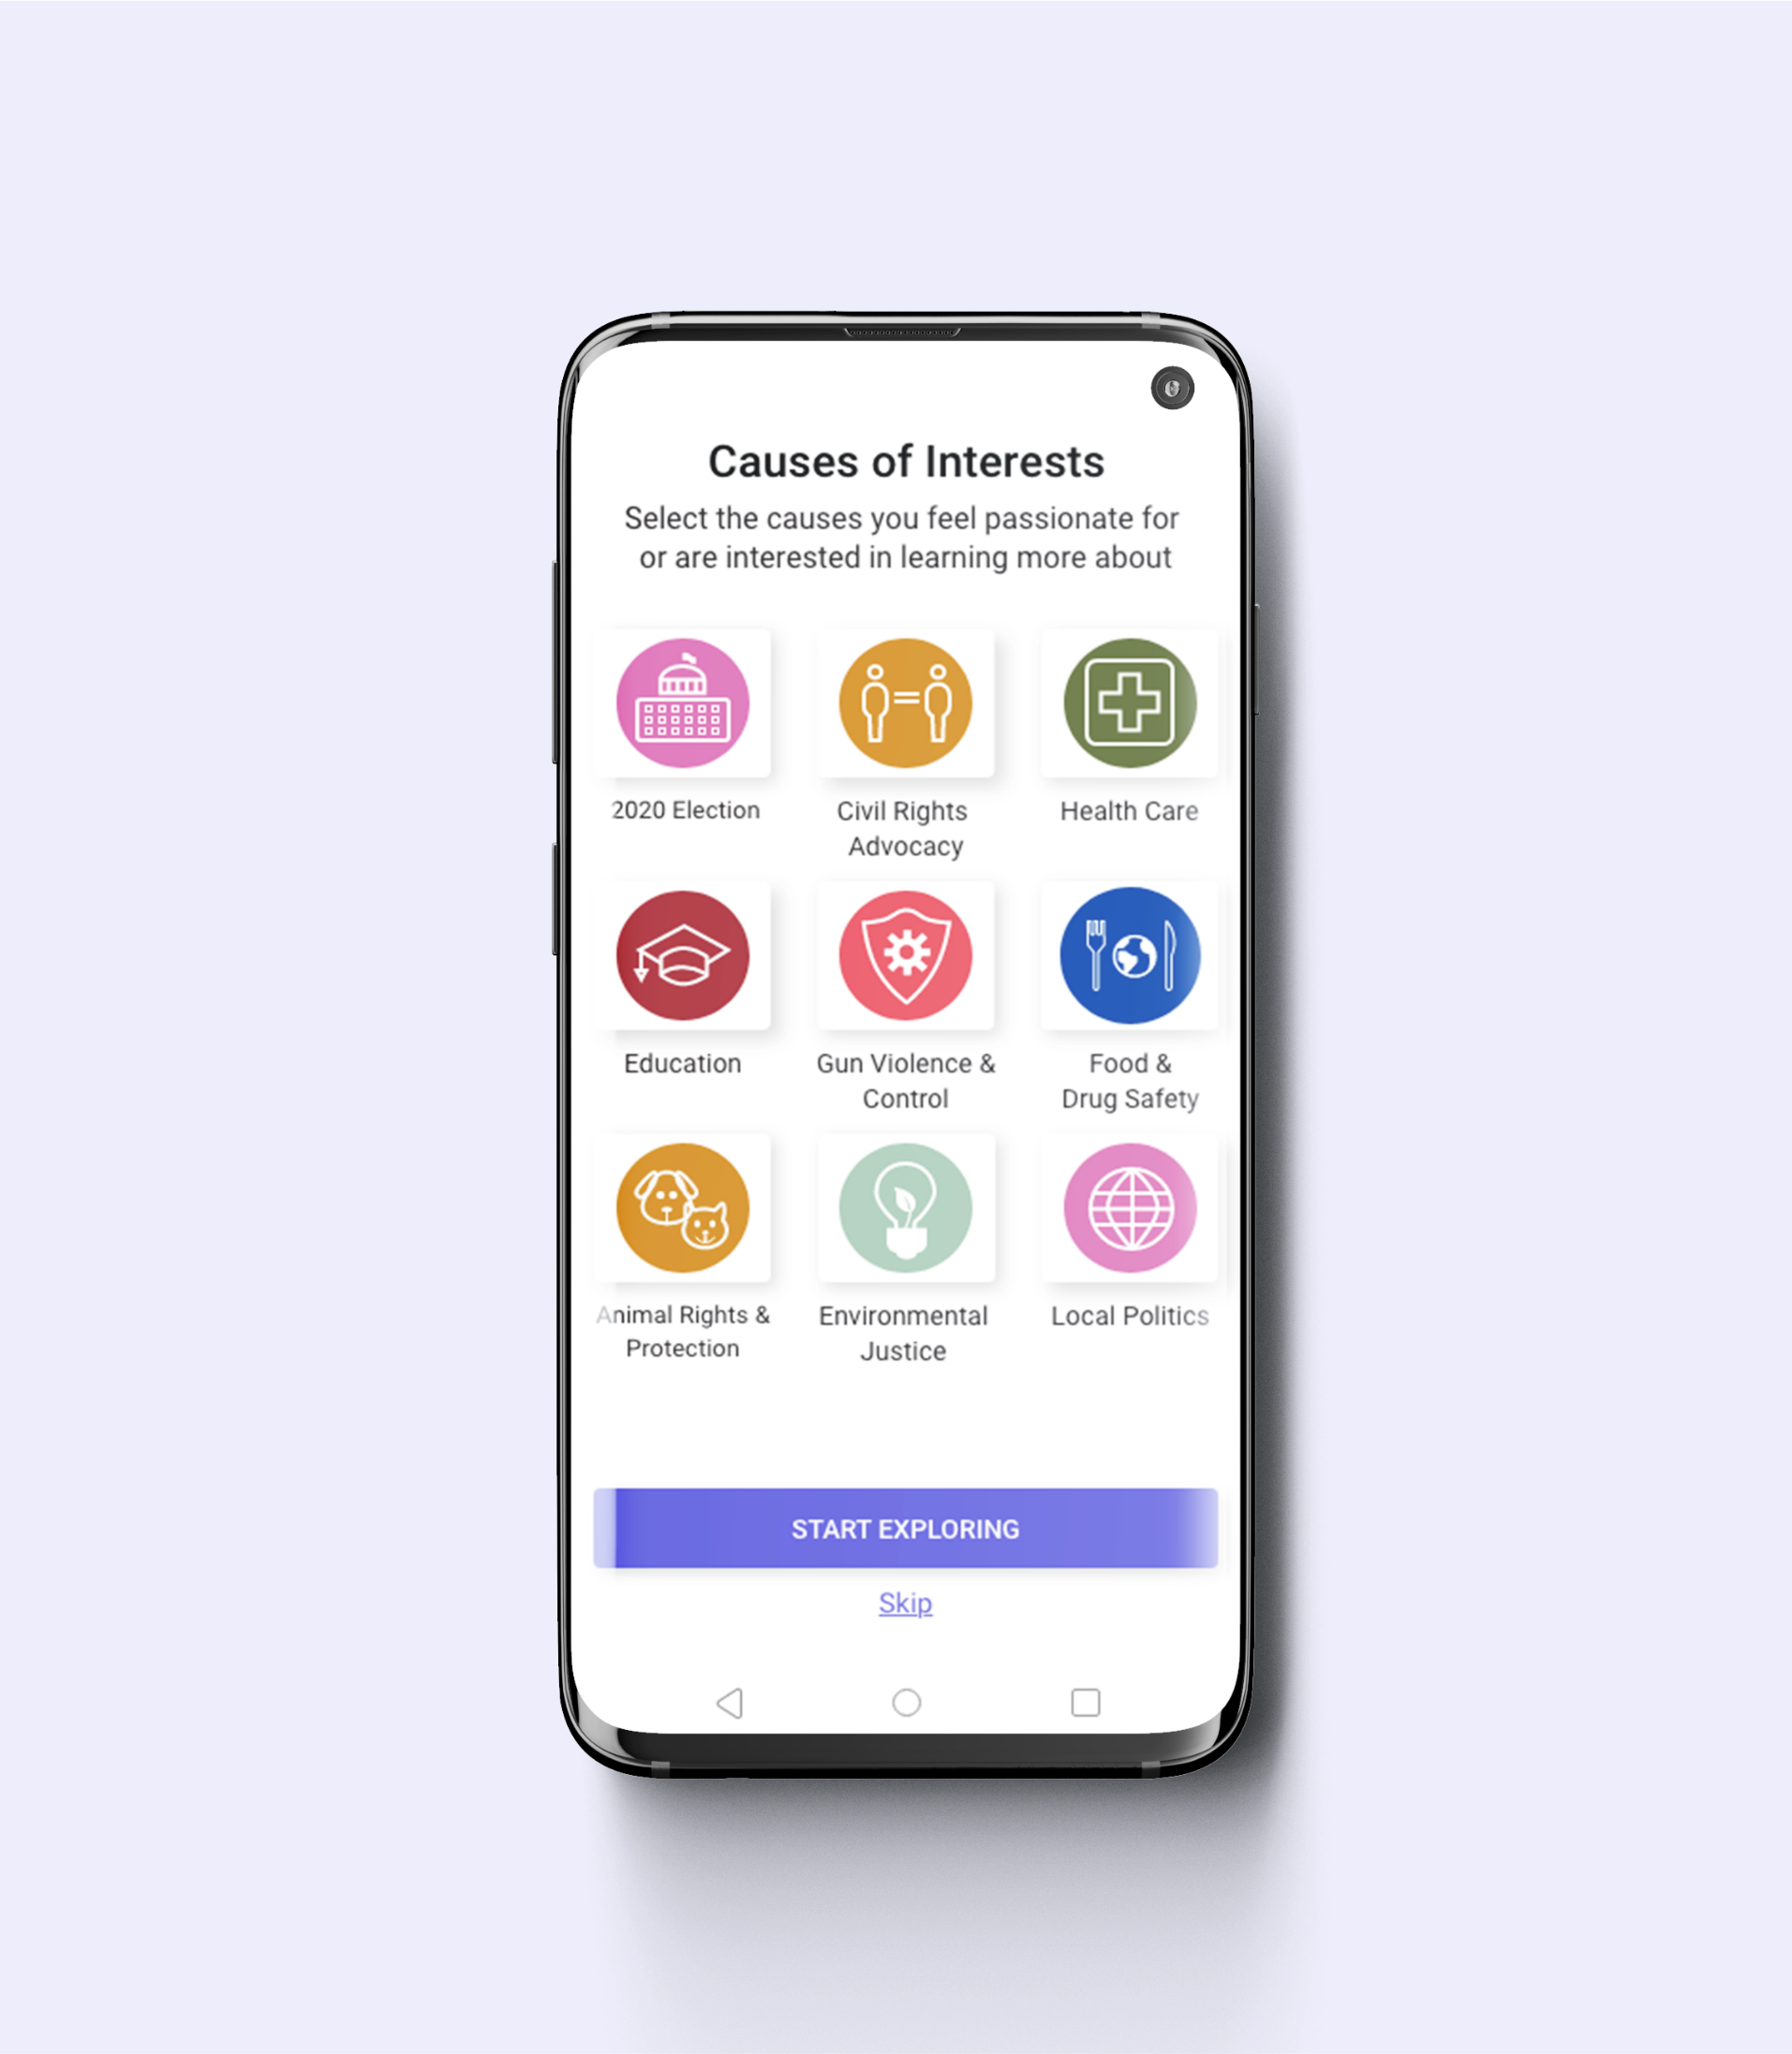 Causes of Interests
Select the causes you feel passionate for
or are interested in learning more about
2020 Election
Civil Rights
Advocacy
Health Care
Education
Gun Violence &
Control
Food &
Drug Safety
Animal Rights &
Protection
Environmental
Justice
Local Politics
START EXPLORING
Skip